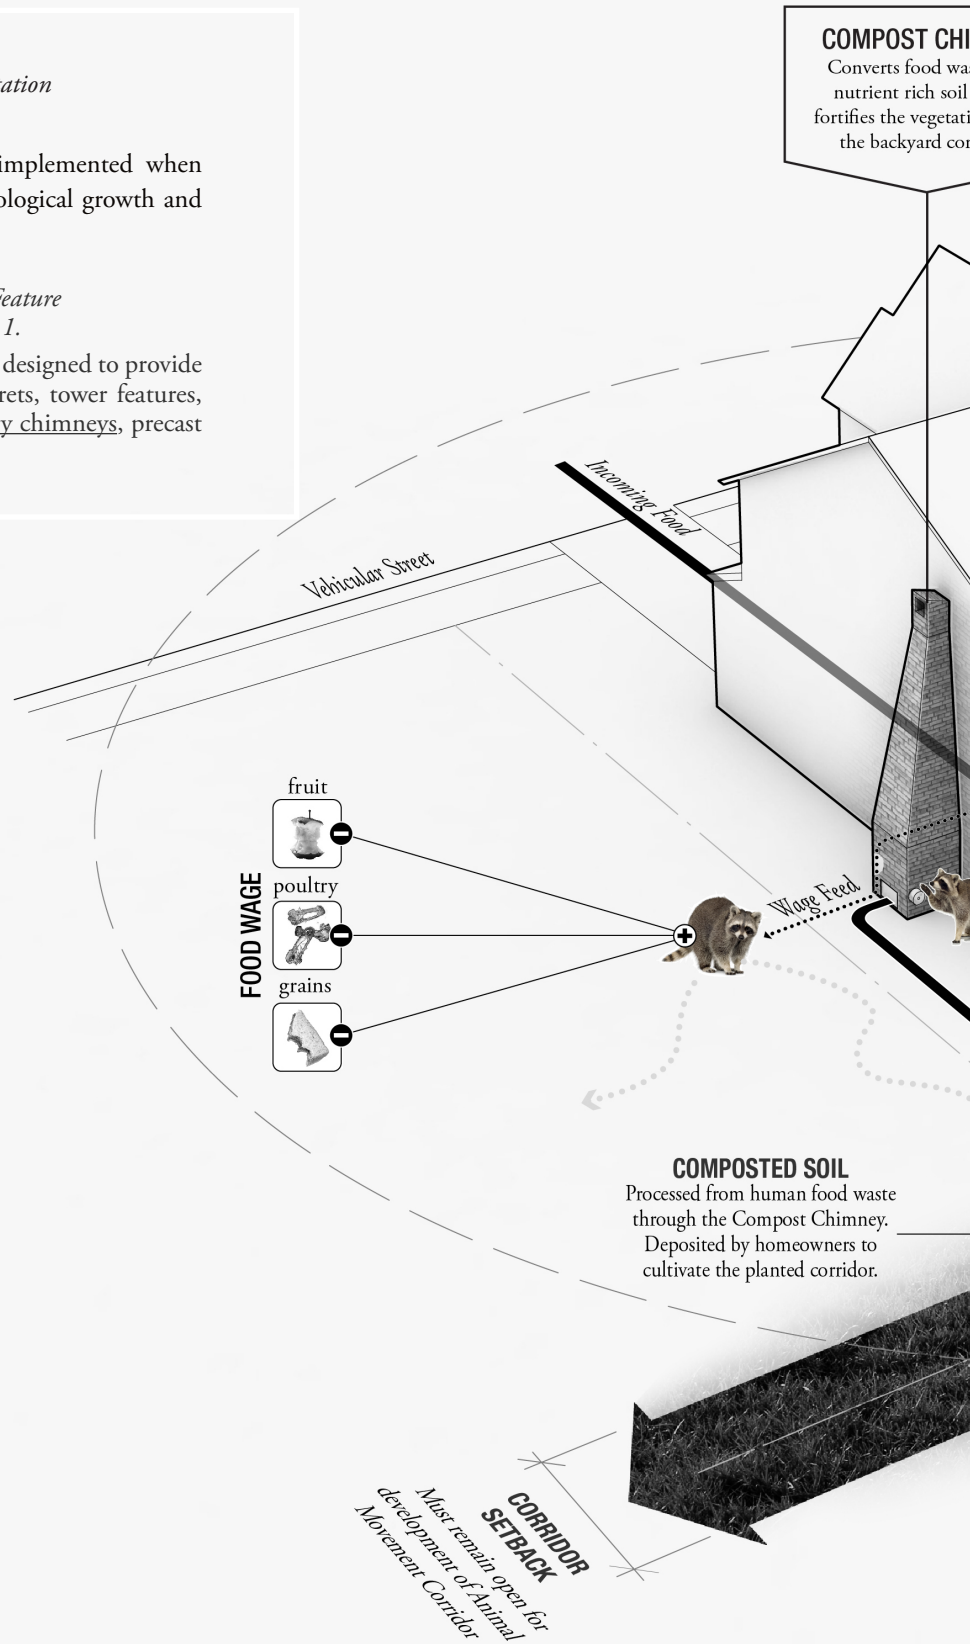 ation
implemented when
ological growth and
Feature
1.
designed to provide
rets, tower features,
y chimneys, precast
COMPOST CHI
Converts food was
nutrient rich soil
fortifies the vegetati
the backyard cor
Incoming Food
Vehicular Street
FOOD WAGE
fruit
poultry
grains
Wage Feed
COMPOSTED SOIL
Processed from human food waste
through the Compost Chimney.
Deposited by homeowners to
cultivate the planted corridor.
CORRIDOR
SETBACK
Must remain open for
development of Animal
Movement Corridor